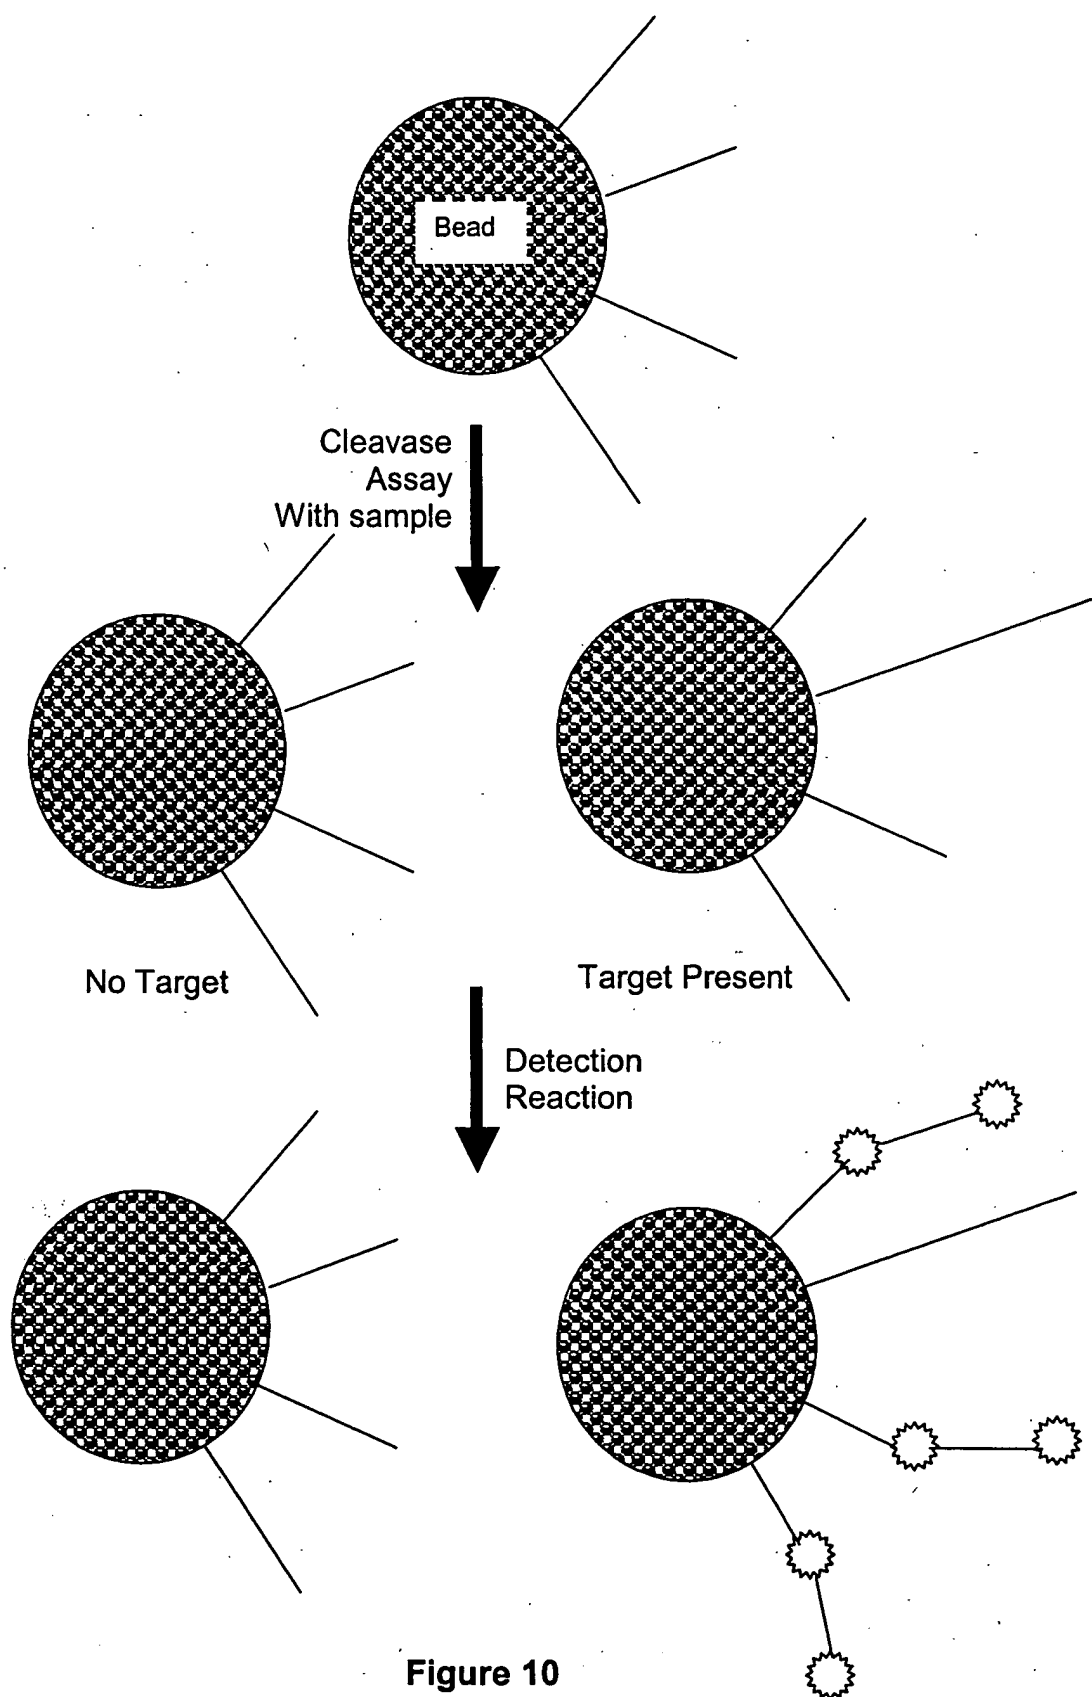 Bead
Cleavase
Assay
With sample
No Target
Target Present
Detection
Reaction
Figure 10